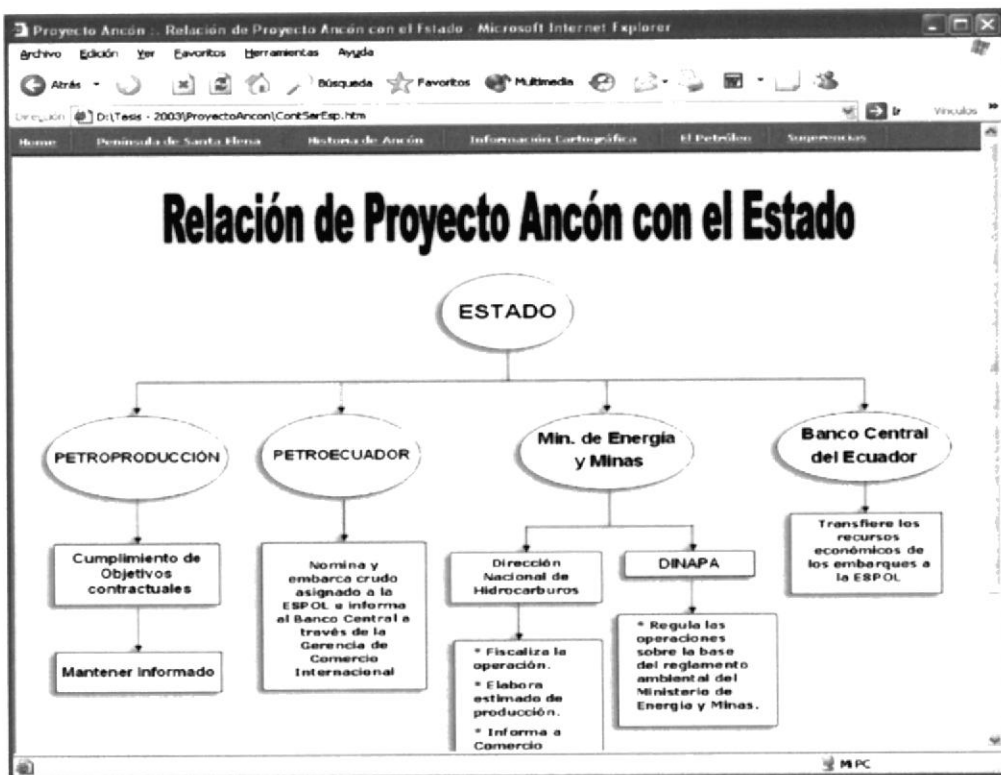 Proyecto Ancón :. Relación de Proyecto Ancón con el Estado - Microsoft Internet Explorer
Archivo Edición Ver Favoritos Herramientas Ayuda
Atrás Búsqueda Favoritos Multimedia
Dirección D:\Tesis - 2003\ProyectoAncon\ContSerEsp.htm Ir Vínculos »
Home Península de Santa Elena Historia de Ancón Información Cartográfica El Petróleo Sugerencias
Relación de Proyecto Ancón con el Estado
ESTADO
PETROPRODUCCIÓN
Cumplimiento de
Objetivos
contractuales
Mantener informado
PETROECUADOR
Nomina y
embarca crudo
asignado a la
ESPOL e informa
al Banco Central a
través de la
Gerencia de
Comercio
Internacional
Min. de Energía
y Minas
Dirección
Nacional de
Hidrocarburos
* Fiscaliza la
operación.
* Elabora
estimado de
producción.
* Informa a
Comercio
DINAPA
* Regula las
operaciones
sobre la base
del reglamento
ambiental del
Ministerio de
Energía y Minas.
Banco Central
del Ecuador
Transfiere los
recursos
económicos de
los embarques a
la ESPOL
Mi PC